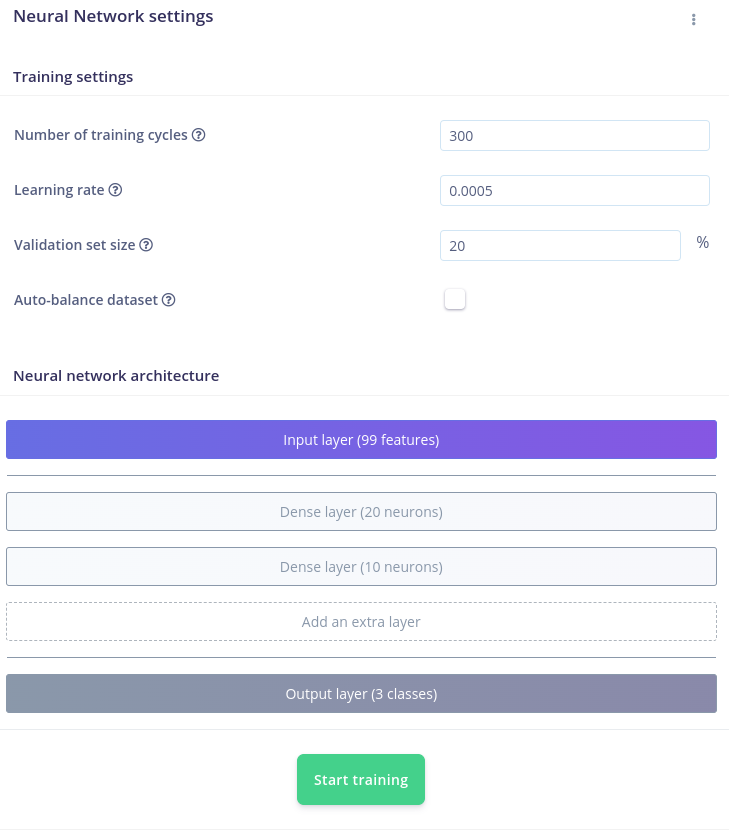 Neural Network settings
Training settings
Number of training cycles ?
300
Learning rate ?
0.0005
Validation set size ?
20
%
Auto-balance dataset ?
Neural network architecture
Input layer (99 features)
Dense layer (20 neurons)
Dense layer (10 neurons)
Add an extra layer
Output layer (3 classes)
Start training